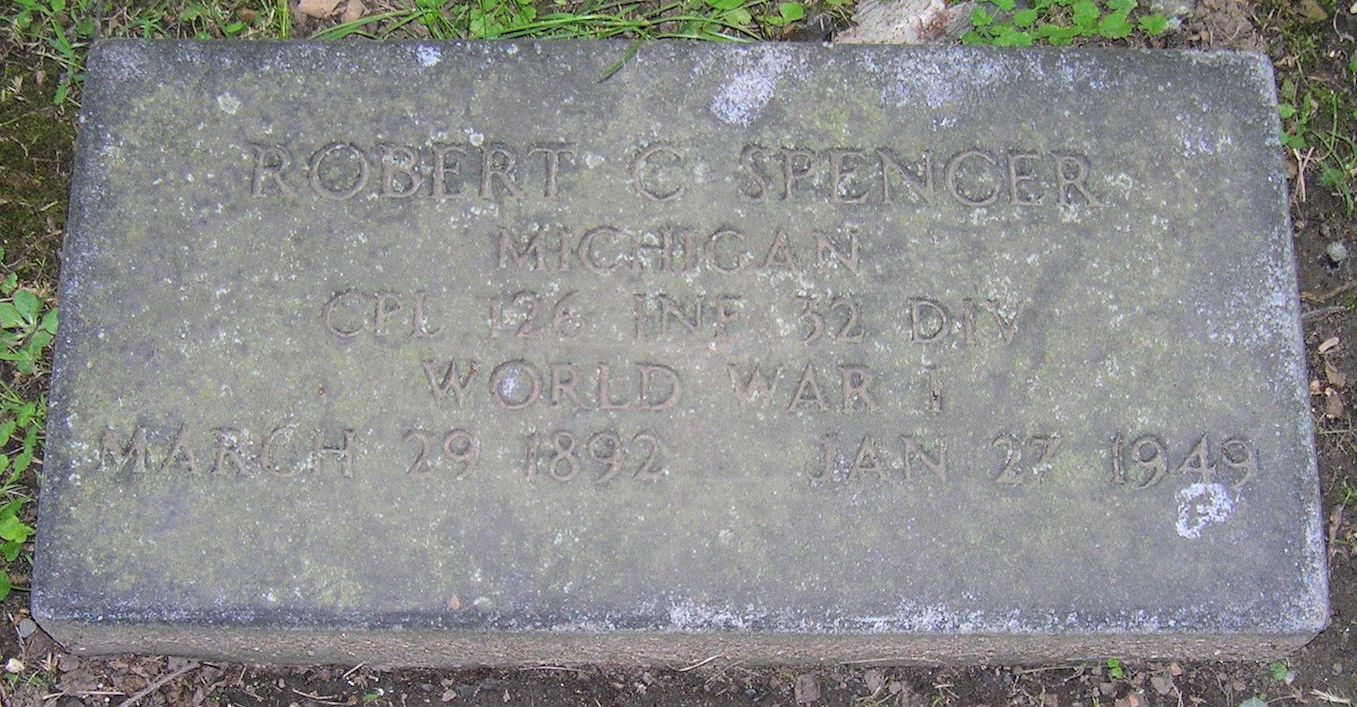 ROBERT C SPENCER
MICHIGAN
CPL 126 INF 32 DIV
WORLD WAR I
MARCH 29 1892 JAN 27 1949